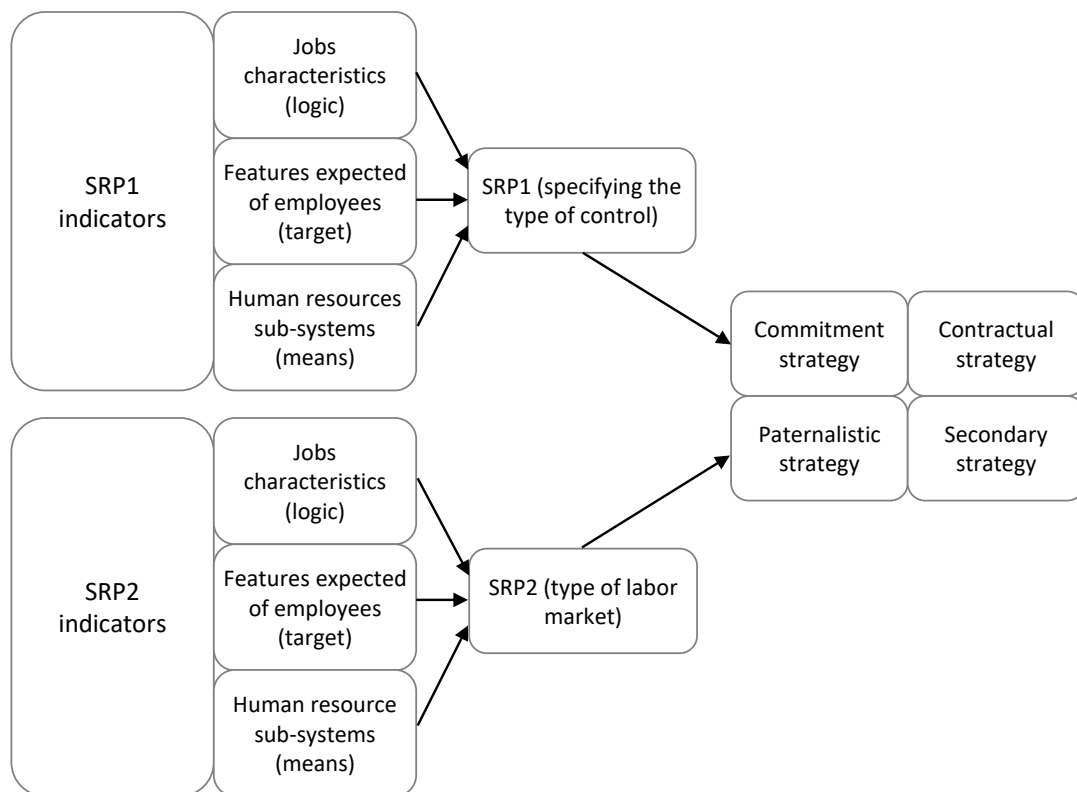 SRP1
indicators
Jobs
characteristics
(logic)
Features expected
of employees
(target)
Human resources
sub-systems
(means)
SRP1 (specifying the
type of control)
Commitment
strategy
Contractual
strategy
Paternalistic
strategy
Secondary
strategy
SRP2
indicators
Jobs
characteristics
(logic)
Features expected
of employees
(target)
Human resource
sub-systems
(means)
SRP2 (type of labor
market)